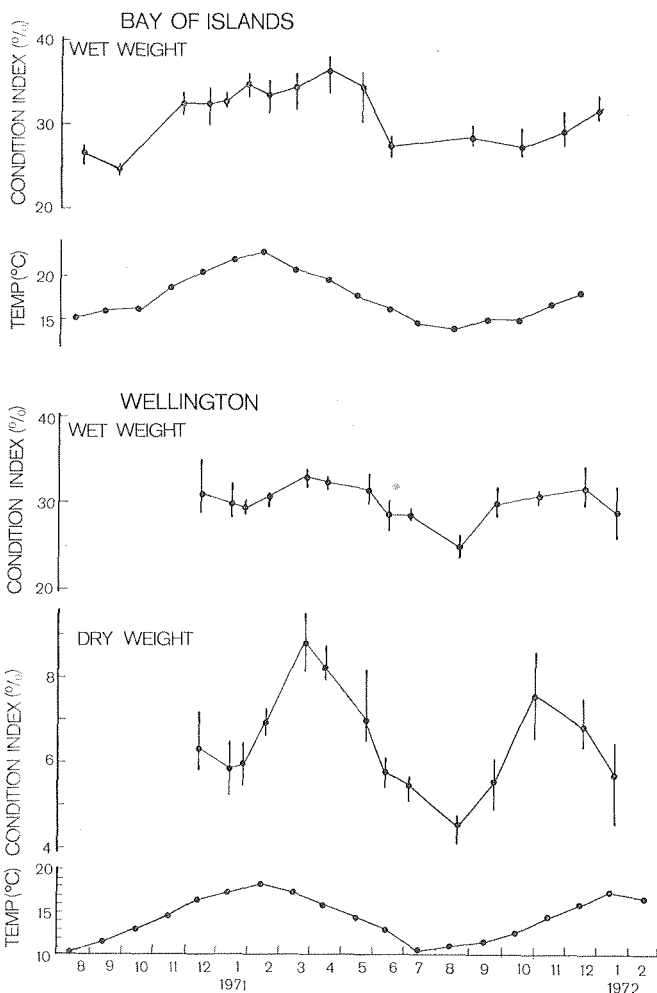 BAY OF ISLANDS
WET WEIGHT
CONDITION INDEX (%)
40
30
20
TEMP (°C)
20
15
WELLINGTON
WET WEIGHT
CONDITION INDEX (%)
40
30
20
DRY WEIGHT
CONDITION INDEX (%)
8
6
4
TEMP (°C)
20
15
10
8 9 10 11 12 1 2 3 4 5 6 7 8 9 10 11 12 1 2
1971 1972